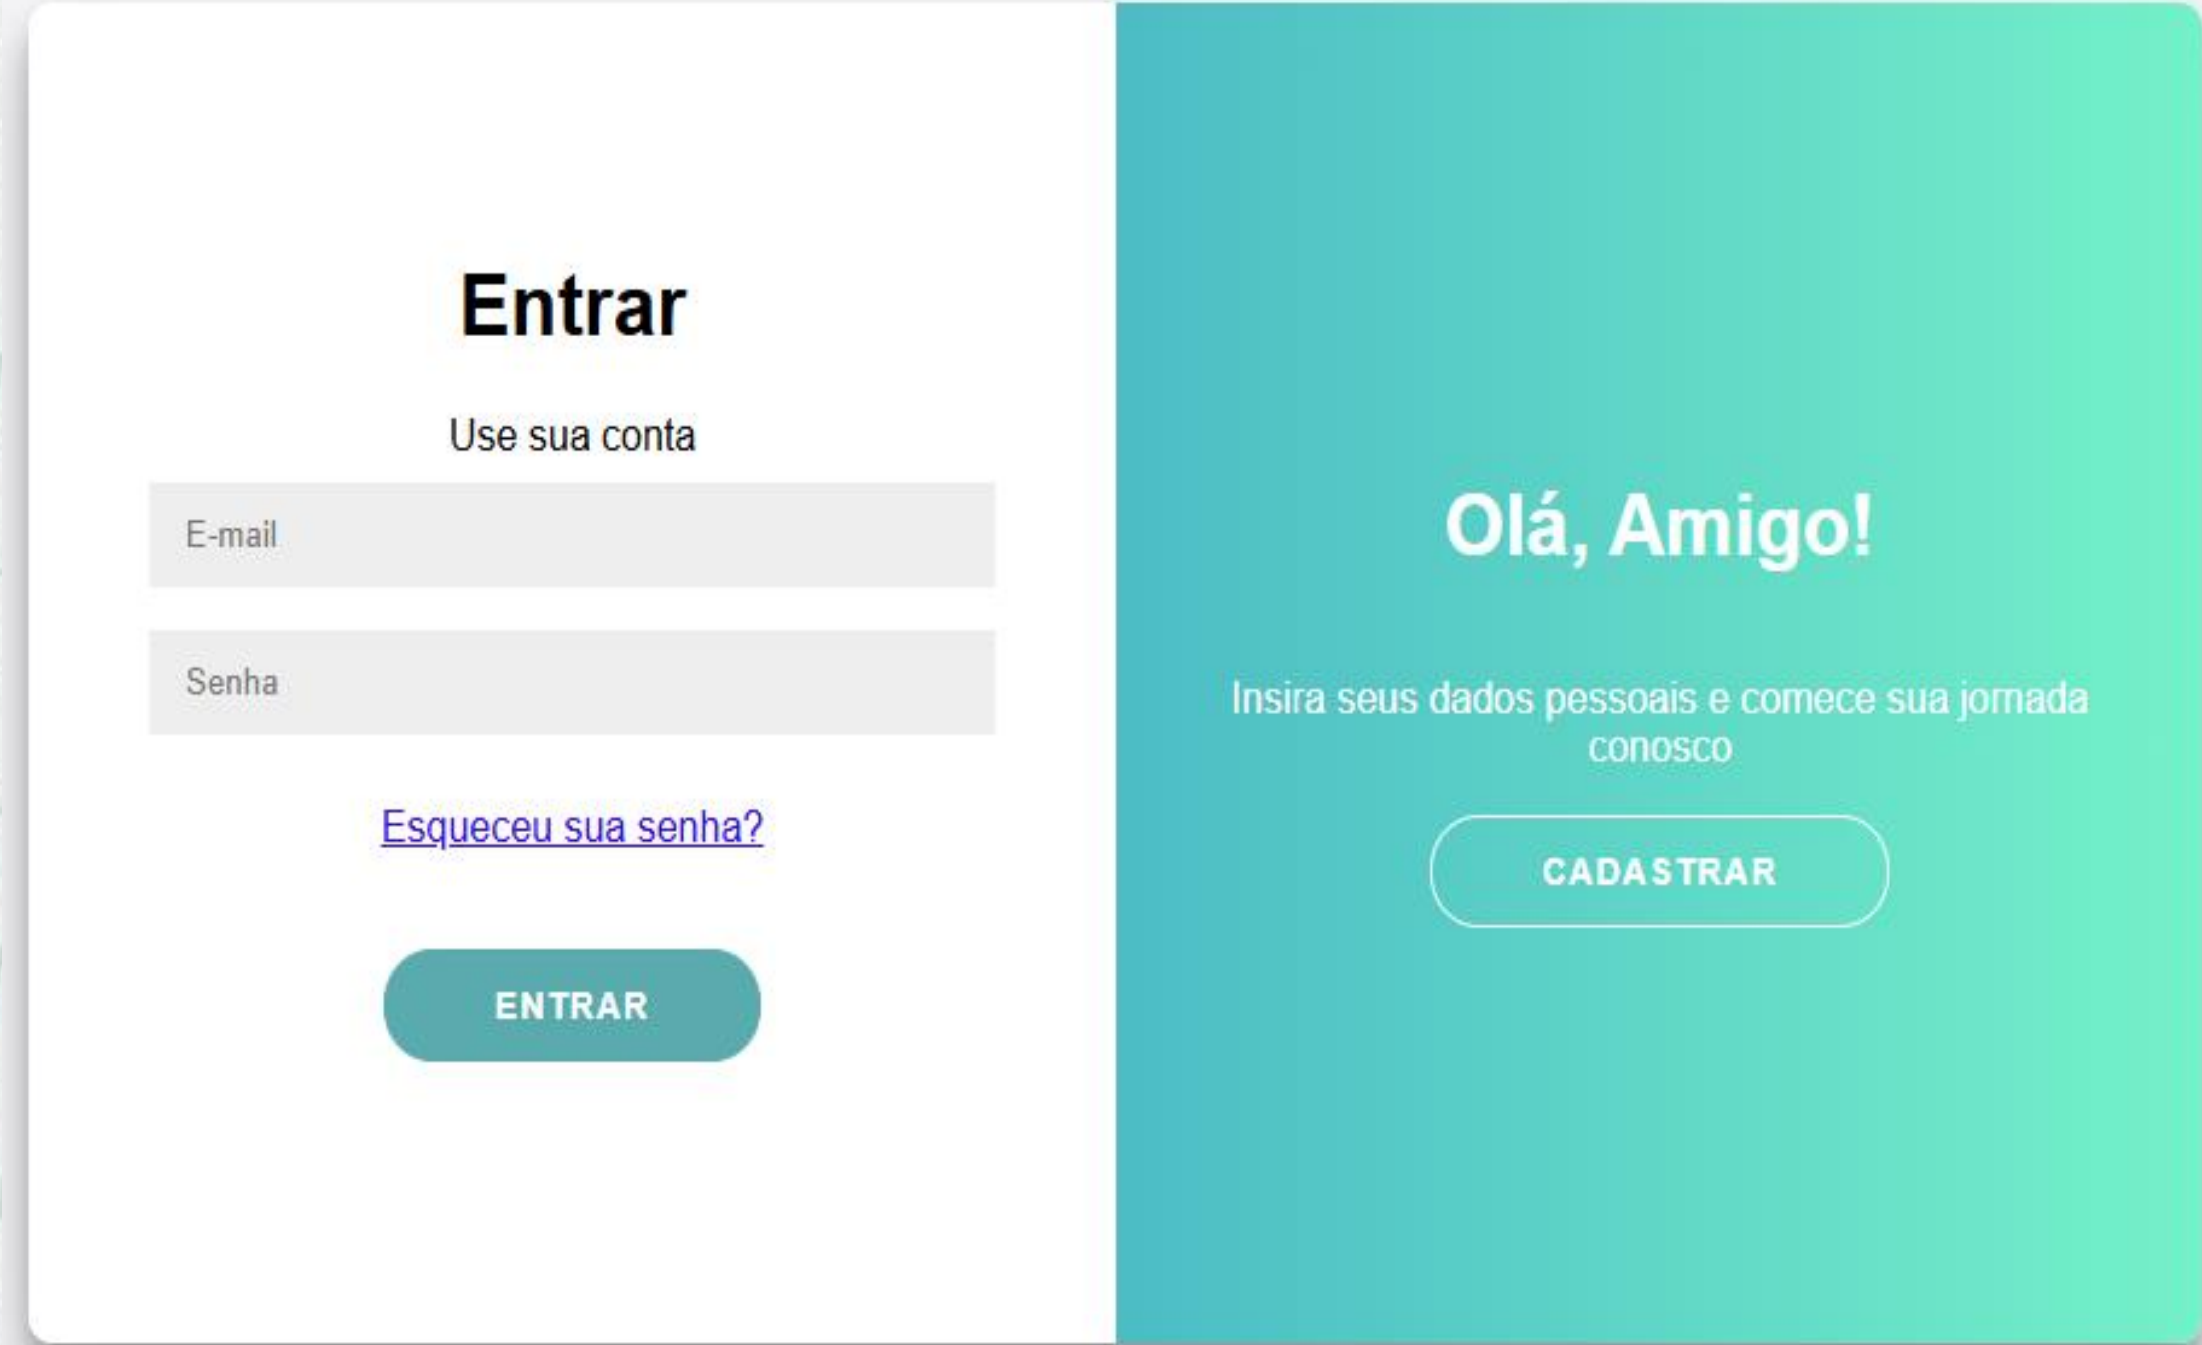 Entrar
Use sua conta
E-mail
Senha
Esqueceu sua senha?
ENTRAR
Olá, Amigo!
Insira seus dados pessoais e comece sua jornada
conosco
CADASTRAR